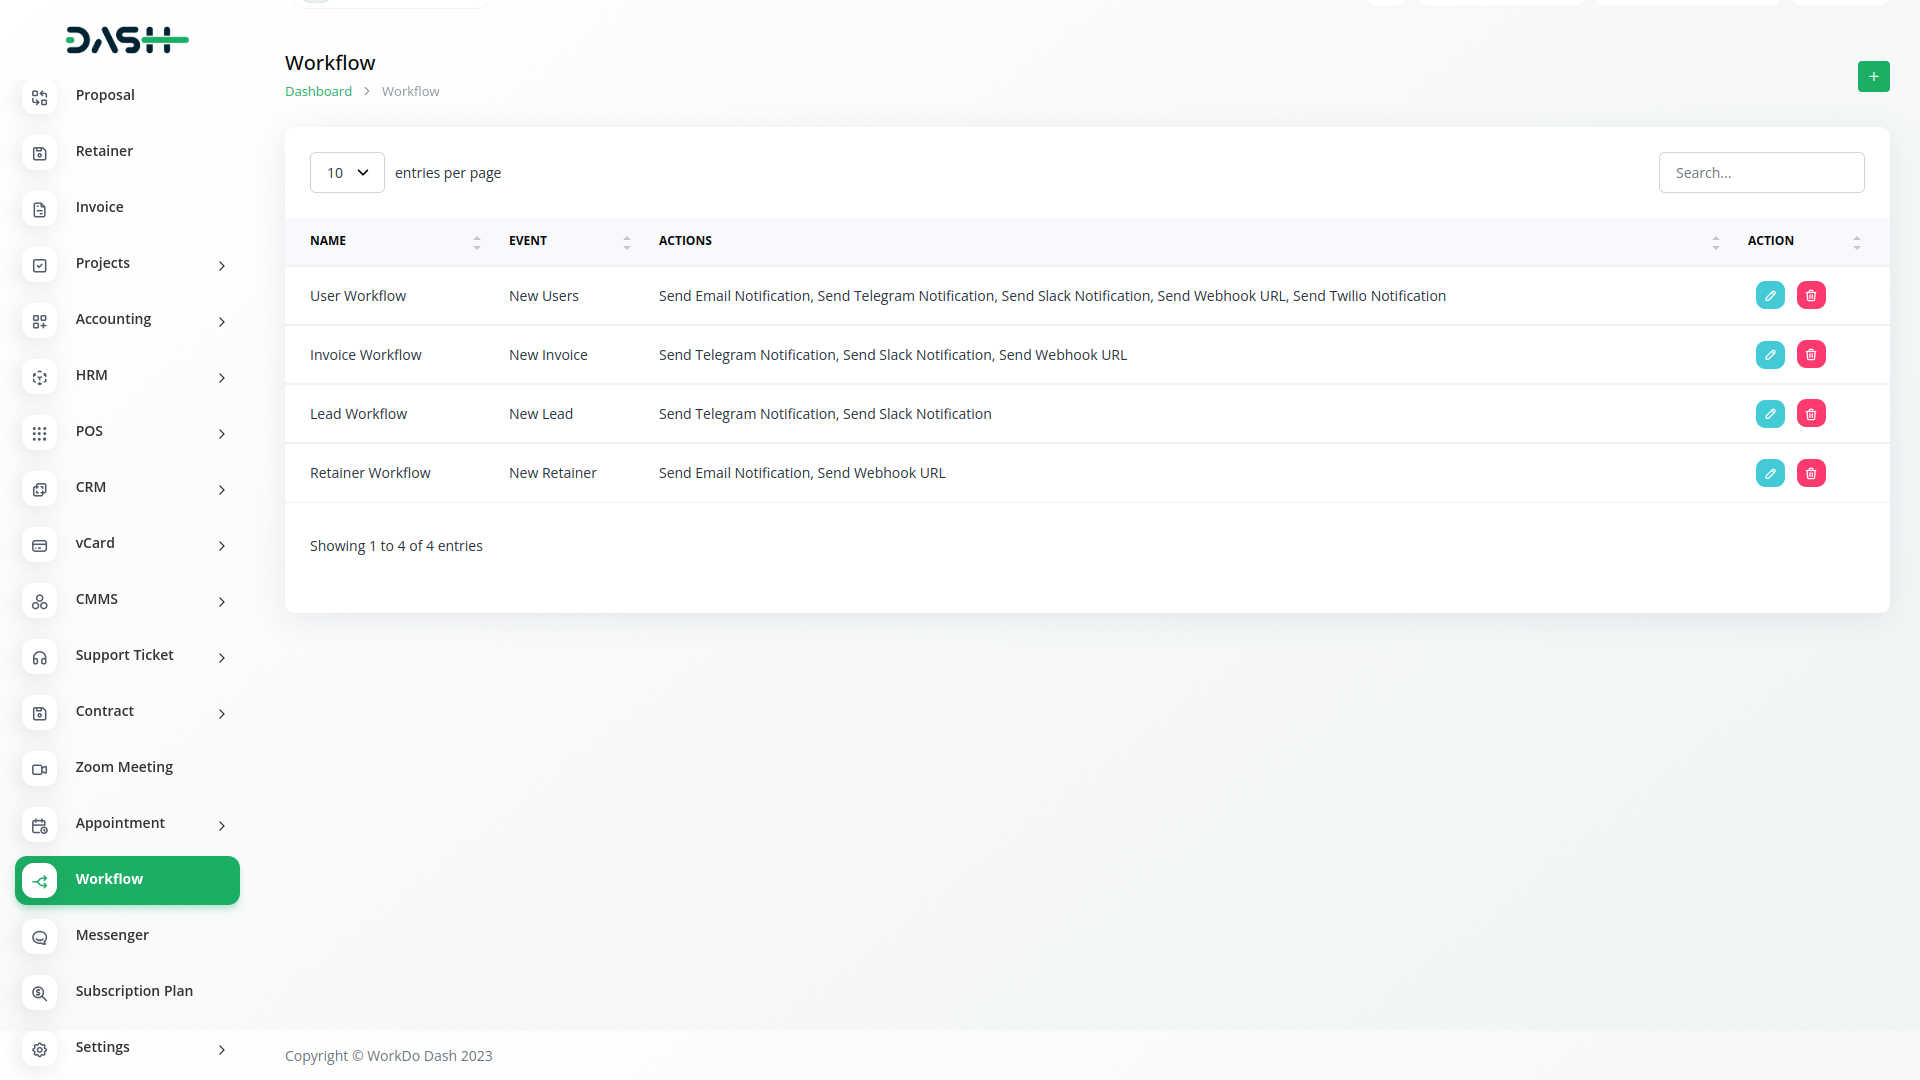 DASH
Proposal
Retainer
Invoice
Projects
Accounting
HRM
POS
CRM
vCard
CMMS
Support Ticket
Contract
Zoom Meeting
Appointment
Workflow
Messenger
Subscription Plan
Settings
Workflow
Dashboard > Workflow
+
10 entries per page
Search...
NAME EVENT ACTIONS ACTION
User Workflow New Users Send Email Notification, Send Telegram Notification, Send Slack Notification, Send Webhook URL, Send Twilio Notification
Invoice Workflow New Invoice Send Telegram Notification, Send Slack Notification, Send Webhook URL
Lead Workflow New Lead Send Telegram Notification, Send Slack Notification
Retainer Workflow New Retainer Send Email Notification, Send Webhook URL
Showing 1 to 4 of 4 entries
Copyright © WorkDo Dash 2023